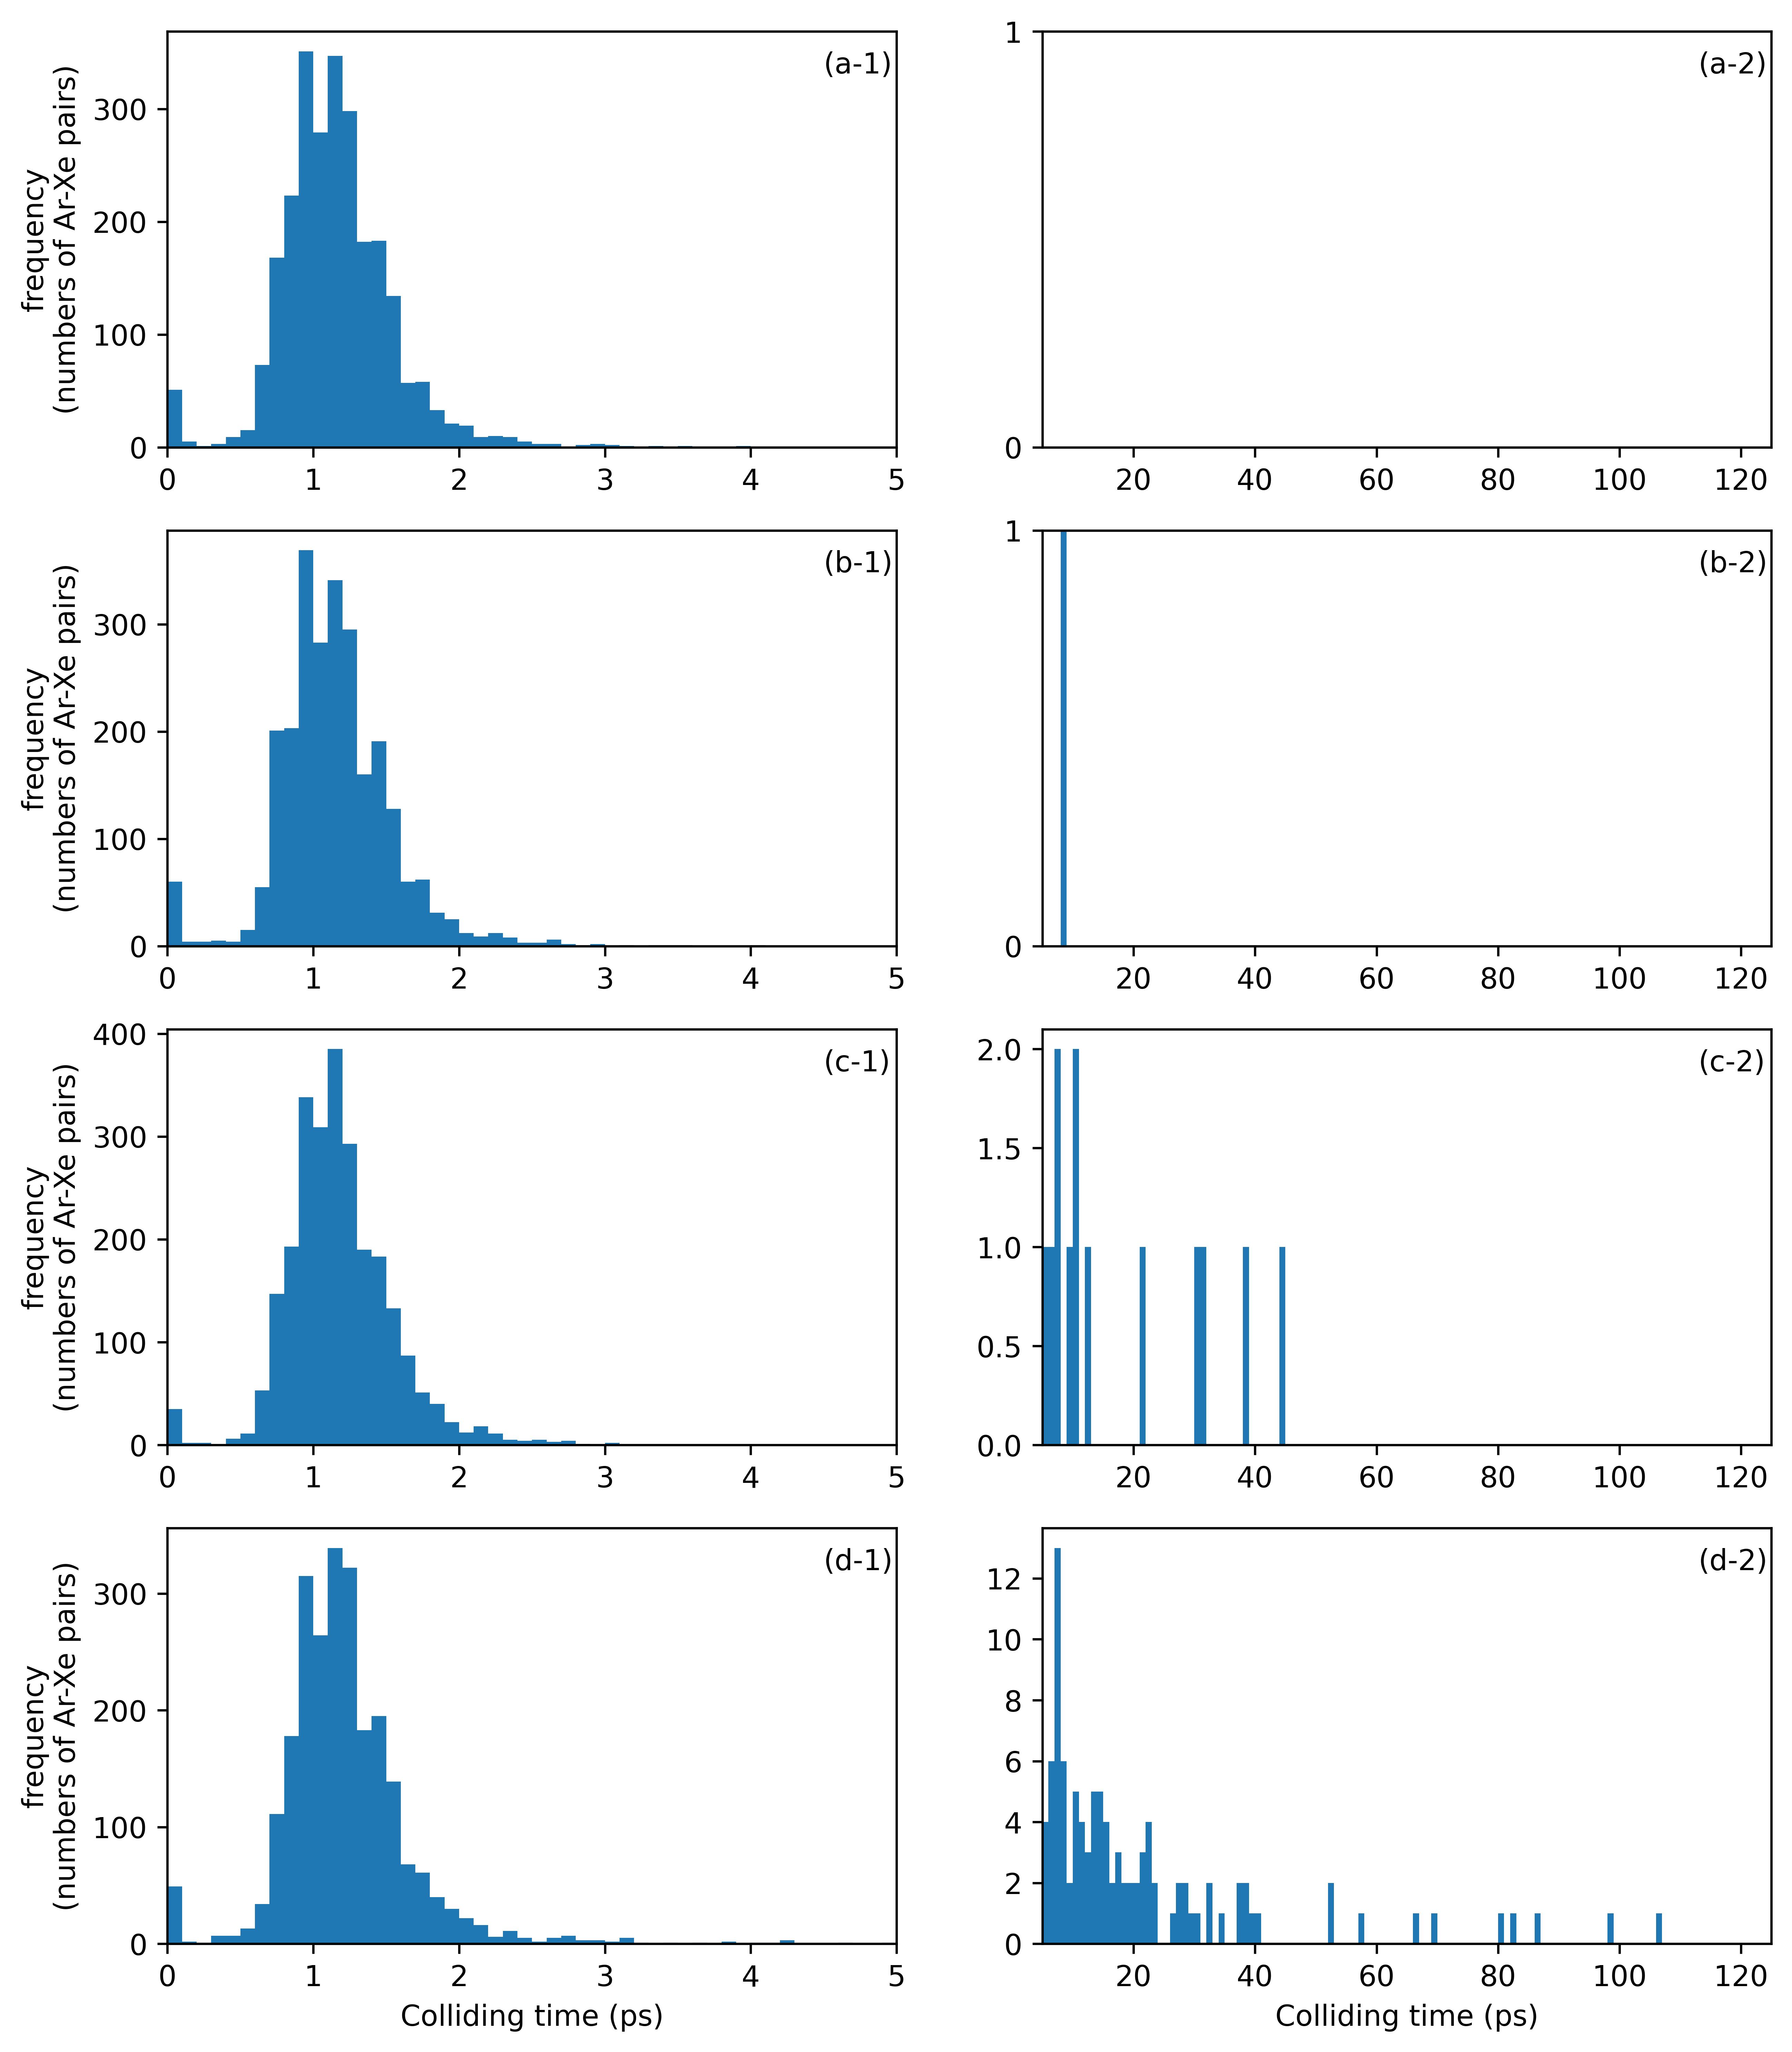 frequency
(numbers of Ar-Xe pairs)
300
200
100
0
0 1 2 3 4 5
(a-1)
1
0
20 40 60 80 100 120
(a-2)
frequency
(numbers of Ar-Xe pairs)
300
200
100
0
0 1 2 3 4 5
(b-1)
1
0
20 40 60 80 100 120
(b-2)
frequency
(numbers of Ar-Xe pairs)
400
300
200
100
0
0 1 2 3 4 5
(c-1)
2.0
1.5
1.0
0.5
0.0
20 40 60 80 100 120
(c-2)
frequency
(numbers of Ar-Xe pairs)
300
200
100
0
0 1 2 3 4 5
(d-1)
Colliding time (ps)
12
10
8
6
4
2
0
20 40 60 80 100 120
(d-2)
Colliding time (ps)